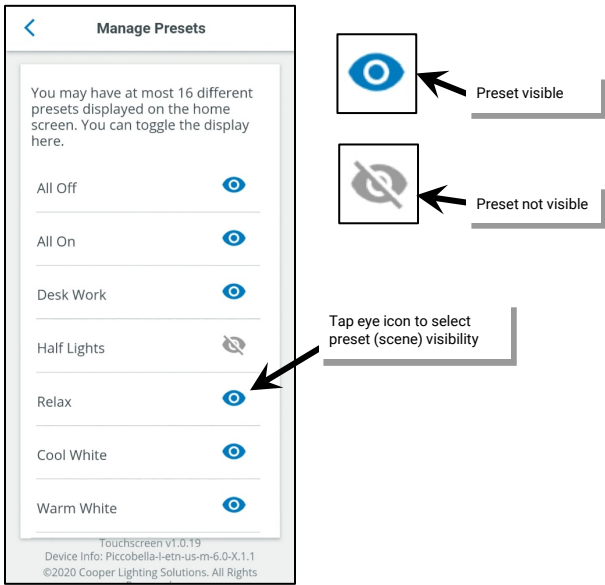 Manage Presets
You may have at most 16 different
presets displayed on the home
screen. You can toggle the display
here.
All Off
All On
Desk Work
Half Lights
Relax
Cool White
Warm White
Touchscreen v1.0.19
Device Info: Piccobella-I-etn-us-m-6.0-X.1.1
©2020 Cooper Lighting Solutions. All Rights
Preset visible
Preset not visible
Tap eye icon to select
preset (scene) visibility